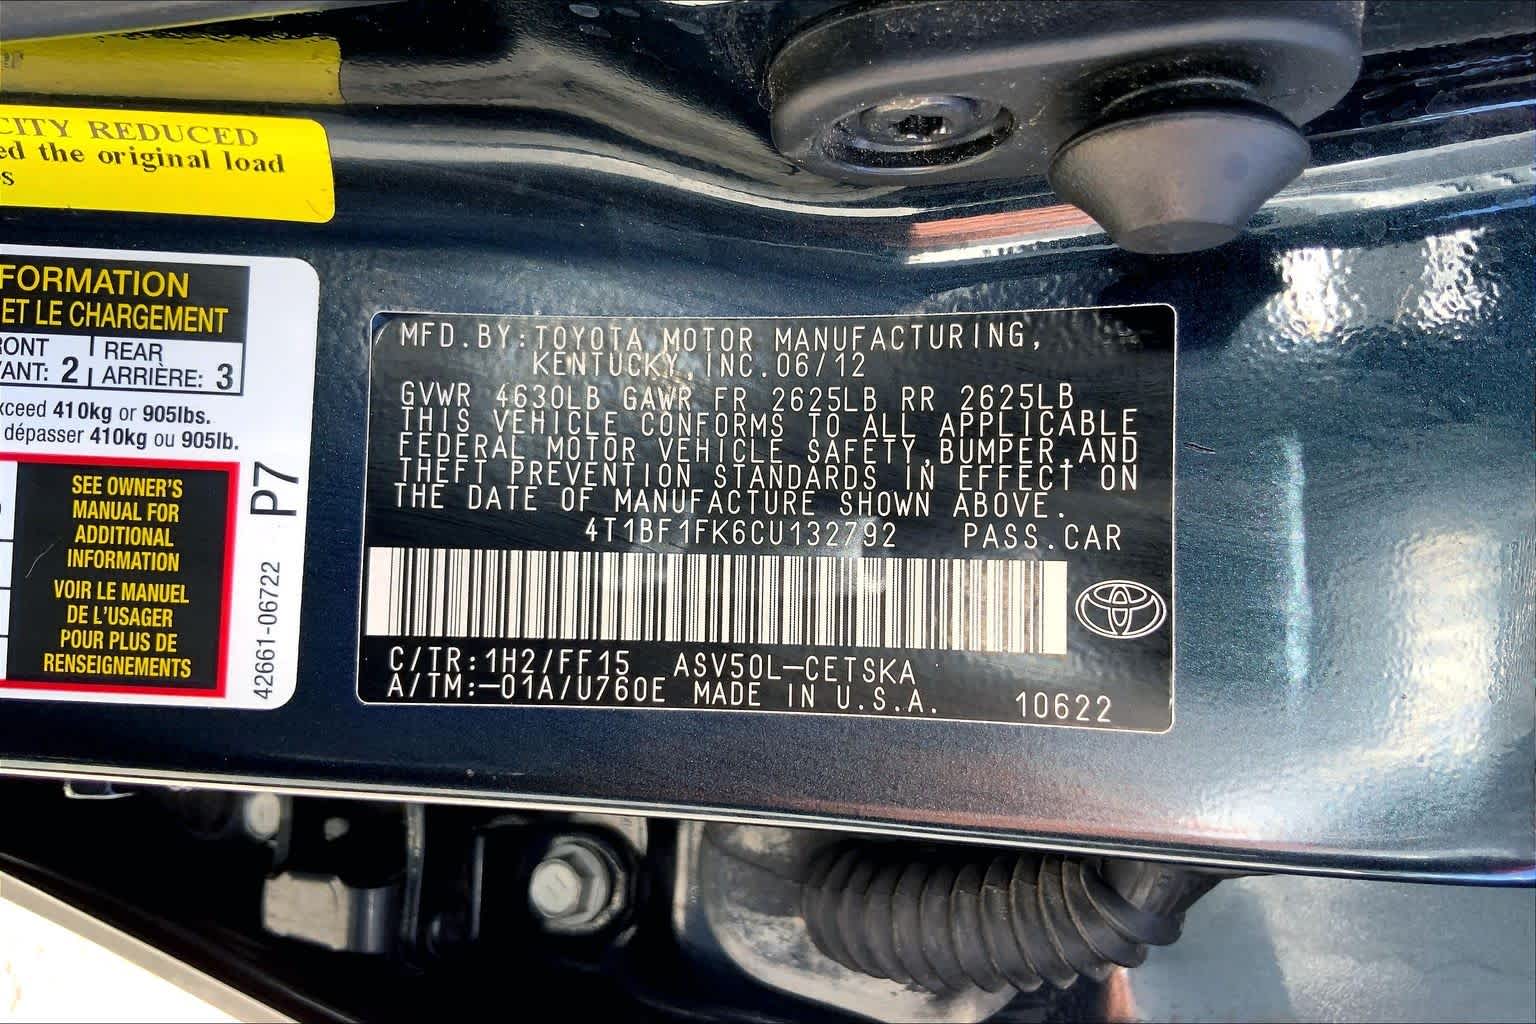 CITY REDUCED
ed the original load
s
FORMATION
ET LE CHARGEMENT
RONT
REAR
ANT: 2
ARRIÈRE: 3
xceed 410kg or 905lbs.
dépasser 410kg ou 905lb.
SEE OWNER'S
MANUAL FOR
ADDITIONAL
INFORMATION
VOIR LE MANUEL
DE L'USAGER
POUR PLUS DE
RENSEIGNEMENTS
P7
42661-06722
MFD.BY:TOYOTA MOTOR MANUFACTURING,
KENTUCKY,INC.06/12
GVWR 4630LB GAWR FR 2625LB RR 2625LB
THIS VEHICLE CONFORMS TO ALL APPLICABLE
FEDERAL MOTOR VEHICLE SAFETY,BUMPER,AND
THEFT PREVENTION STANDARDS IN EFFECT ON
THE DATE OF MANUFACTURE SHOWN ABOVE.
4T1BF1FK6CU132792 PASS.CAR
C/TR:1H2/FF15 ASV50L-CETSKA
A/TM:-01A/U760E MADE IN U.S.A.
10622